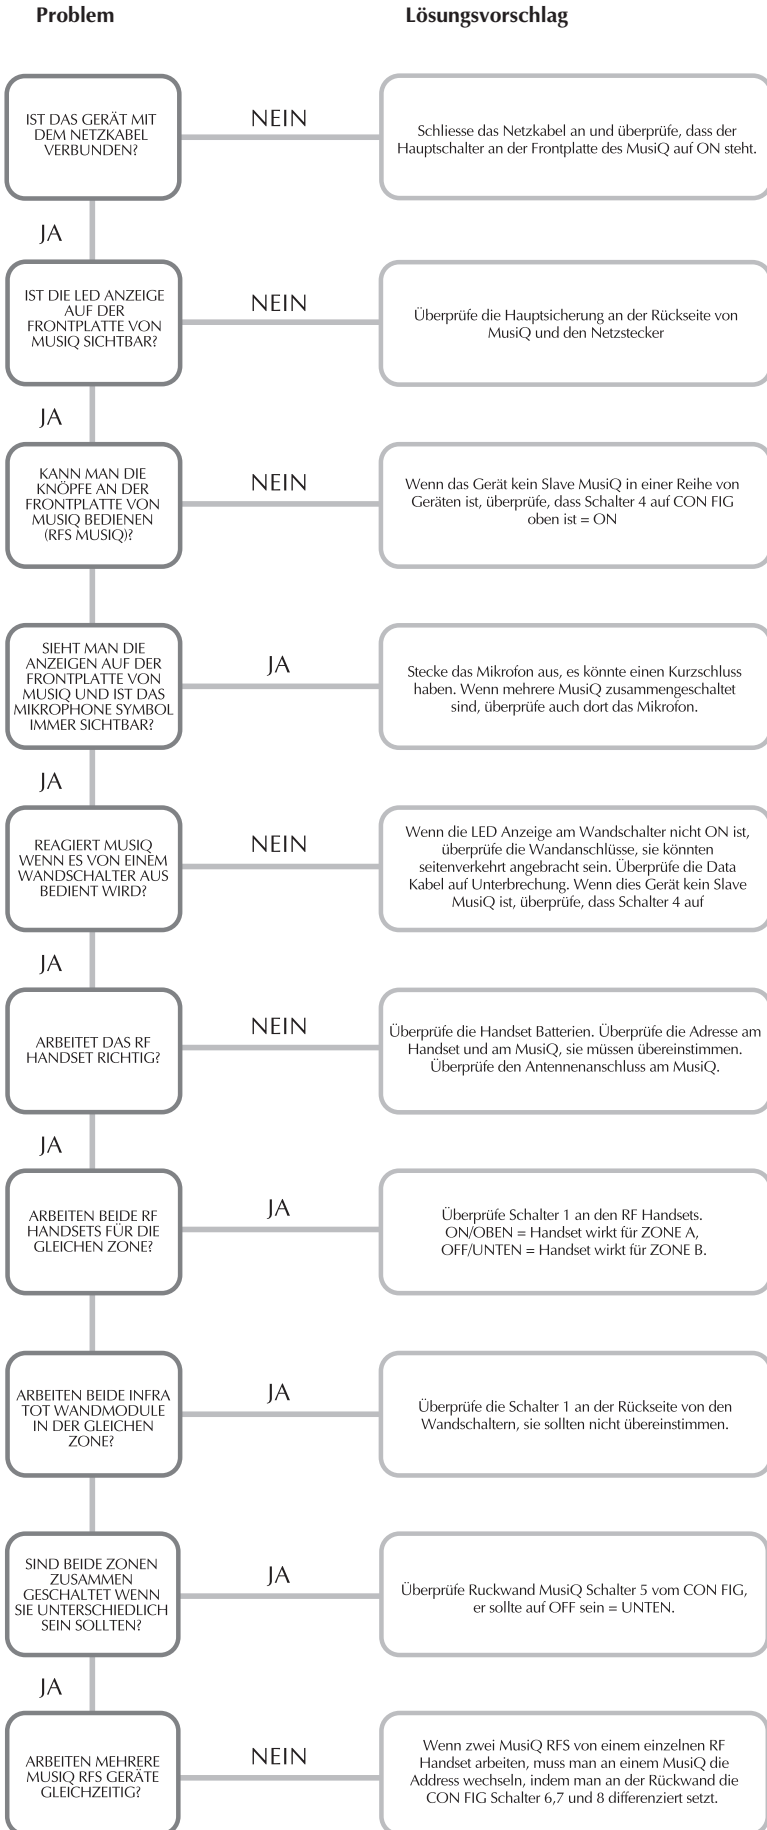 Problem
Lösungsvorschlag
IST DAS GERÄT MIT
DEM NETZKABEL
VERBUNDEN?
NEIN
Schliesse das Netzkabel an und überprüfe, dass der
Hauptschalter an der Frontplatte des MusiQ auf ON steht.
JA
IST DIE LED ANZEIGE
AUF DER
FRONTPLATTE VON
MUSIQ SICHTBAR?
NEIN
Überprüfe die Hauptsicherung an der Rückseite von
MusiQ und den Netzstecker
JA
KANN MAN DIE
KNÖPFE AN DER
FRONTPLATTE VON
MUSIQ BEDIENEN
(RFS MUSIQ)?
NEIN
Wenn das Gerät kein Slave MusiQ in einer Reihe von
Geräten ist, überprüfe, dass Schalter 4 auf CON FIG
oben ist = ON
SIEHT MAN DIE
ANZEIGEN AUF DER
FRONTPLATTE VON
MUSIQ UND IST DAS
MIKROPHONE SYMBOL
IMMER SICHTBAR?
JA
Stecke das Mikrofon aus, es könnte einen Kurzschluss
haben. Wenn mehrere MusiQ zusammengeschaltet
sind, überprüfe auch dort das Mikrofon.
JA
REAGIERT MUSIQ
WENN ES VON EINEM
WANDSCHALTER AUS
BEDIENT WIRD?
NEIN
Wenn die LED Anzeige am Wandschalter nicht ON ist,
überprüfe die Wandanschlüsse, sie könnten
seitenverkehrt angebracht sein. Überprüfe die Data
Kabel auf Unterbrechung. Wenn dies Gerät kein Slave
MusiQ ist, überprüfe, dass Schalter 4 auf
JA
ARBEITET DAS RF
HANDSET RICHTIG?
NEIN
Überprüfe die Handset Batterien. Überprüfe die Adresse am
Handset und am MusiQ, sie müssen übereinstimmen.
Überprüfe den Antennenanschluss am MusiQ.
JA
ARBEITEN BEIDE RF
HANDSETS FÜR DIE
GLEICHEN ZONE?
JA
Überprüfe Schalter 1 an den RF Handsets.
ON/OBEN = Handset wirkt für ZONE A,
OFF/UNTEN = Handset wirkt für ZONE B.
ARBEITEN BEIDE INFRA
TOT WANDMODULE
IN DER GLEICHEN
ZONE?
JA
Überprüfe die Schalter 1 an der Rückseite von den
Wandschaltern, sie sollten nicht übereinstimmen.
SIND BEIDE ZONEN
ZUSAMMEN
GESCHALTET WENN
SIE UNTERSCHIEDLICH
SEIN SOLLTEN?
JA
Überprüfe Ruckwand MusiQ Schalter 5 vom CON FIG,
er sollte auf OFF sein = UNTEN.
JA
ARBEITEN MEHRERE
MUSIQ RFS GERÄTE
GLEICHZEITIG?
NEIN
Wenn zwei MusiQ RFS von einem einzelnen RF
Handset arbeiten, muss man an einem MusiQ die
Address wechseln, indem man an der Rückwand die
CON FIG Schalter 6,7 und 8 differenziert setzt.